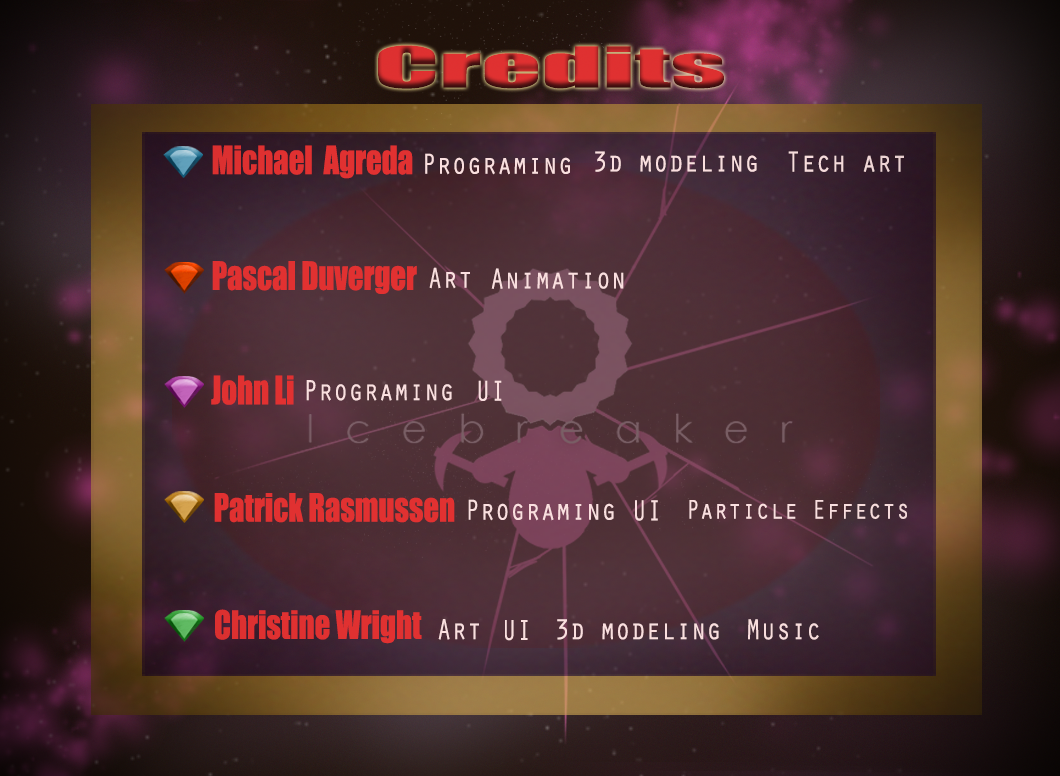 Credits
Michael Agreda Programing 3d modeling Tech art
Pascal Duverger Art Animation
John Li Programing UI
Icebreaker
Patrick Rasmussen Programing UI Particle Effects
Christine Wright Art UI 3d modeling Music